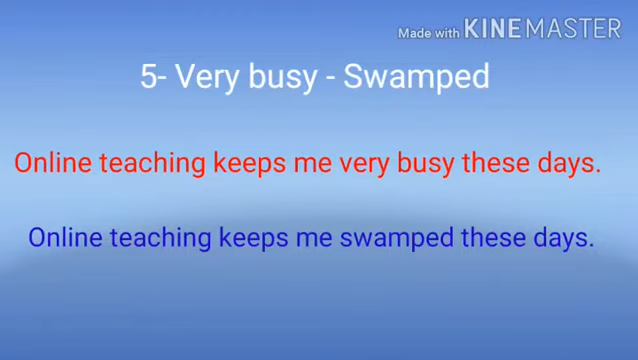 Made with KINEMASTER
5- Very busy - Swamped
Online teaching keeps me very busy these days.
Online teaching keeps me swamped these days.